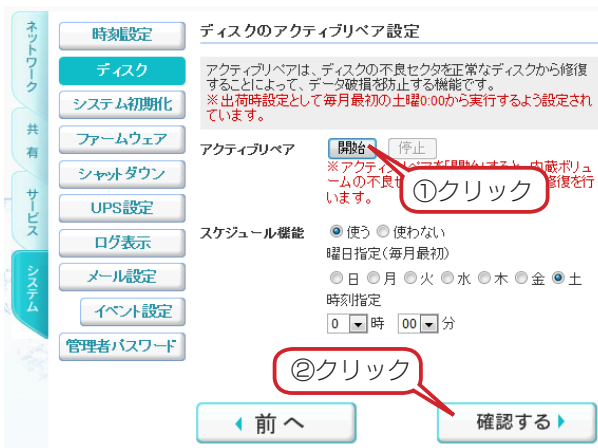 ネットワーク
共有
サービス
システム
時刻設定
ディスク
システム初期化
ファームウェア
シャットダウン
UPS設定
ログ表示
メール設定
イベント設定
管理者パスワード
ディスクのアクティブリペア設定
アクティブリペアは、ディスクの不良セクタを正常なディスクから修復
することによって、データ破損を防止する機能です。
※出荷時設定として毎月最初の土曜0:00から実行するよう設定され
ています。
アクティブリペア
開始 停止
※アクティ
内蔵ボリュ
ームの不良セ
修復を行
います。
①クリック
スケジュール機能
使う 使わない
曜日指定(毎月最初)
日 月 火 水 木 金 土
時刻指定
0 時 00 分
②クリック
前へ
確認する